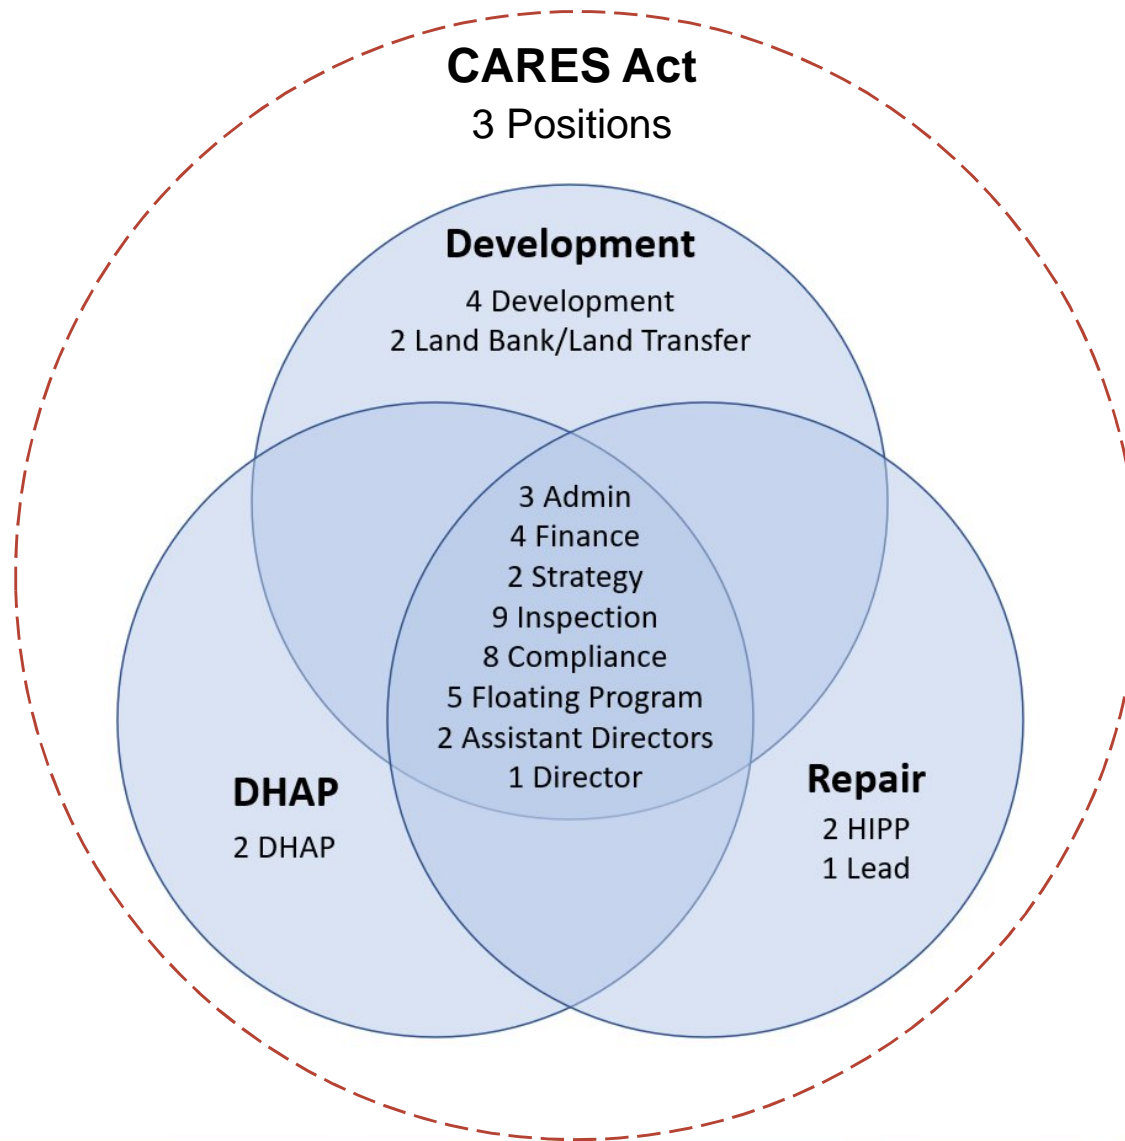 CARES Act
3 Positions
Development
4 Development
2 Land Bank/Land Transfer
3 Admin
4 Finance
2 Strategy
9 Inspection
8 Compliance
5 Floating Program
2 Assistant Directors
1 Director
DHAP
2 DHAP
Repair
2 HIPP
1 Lead